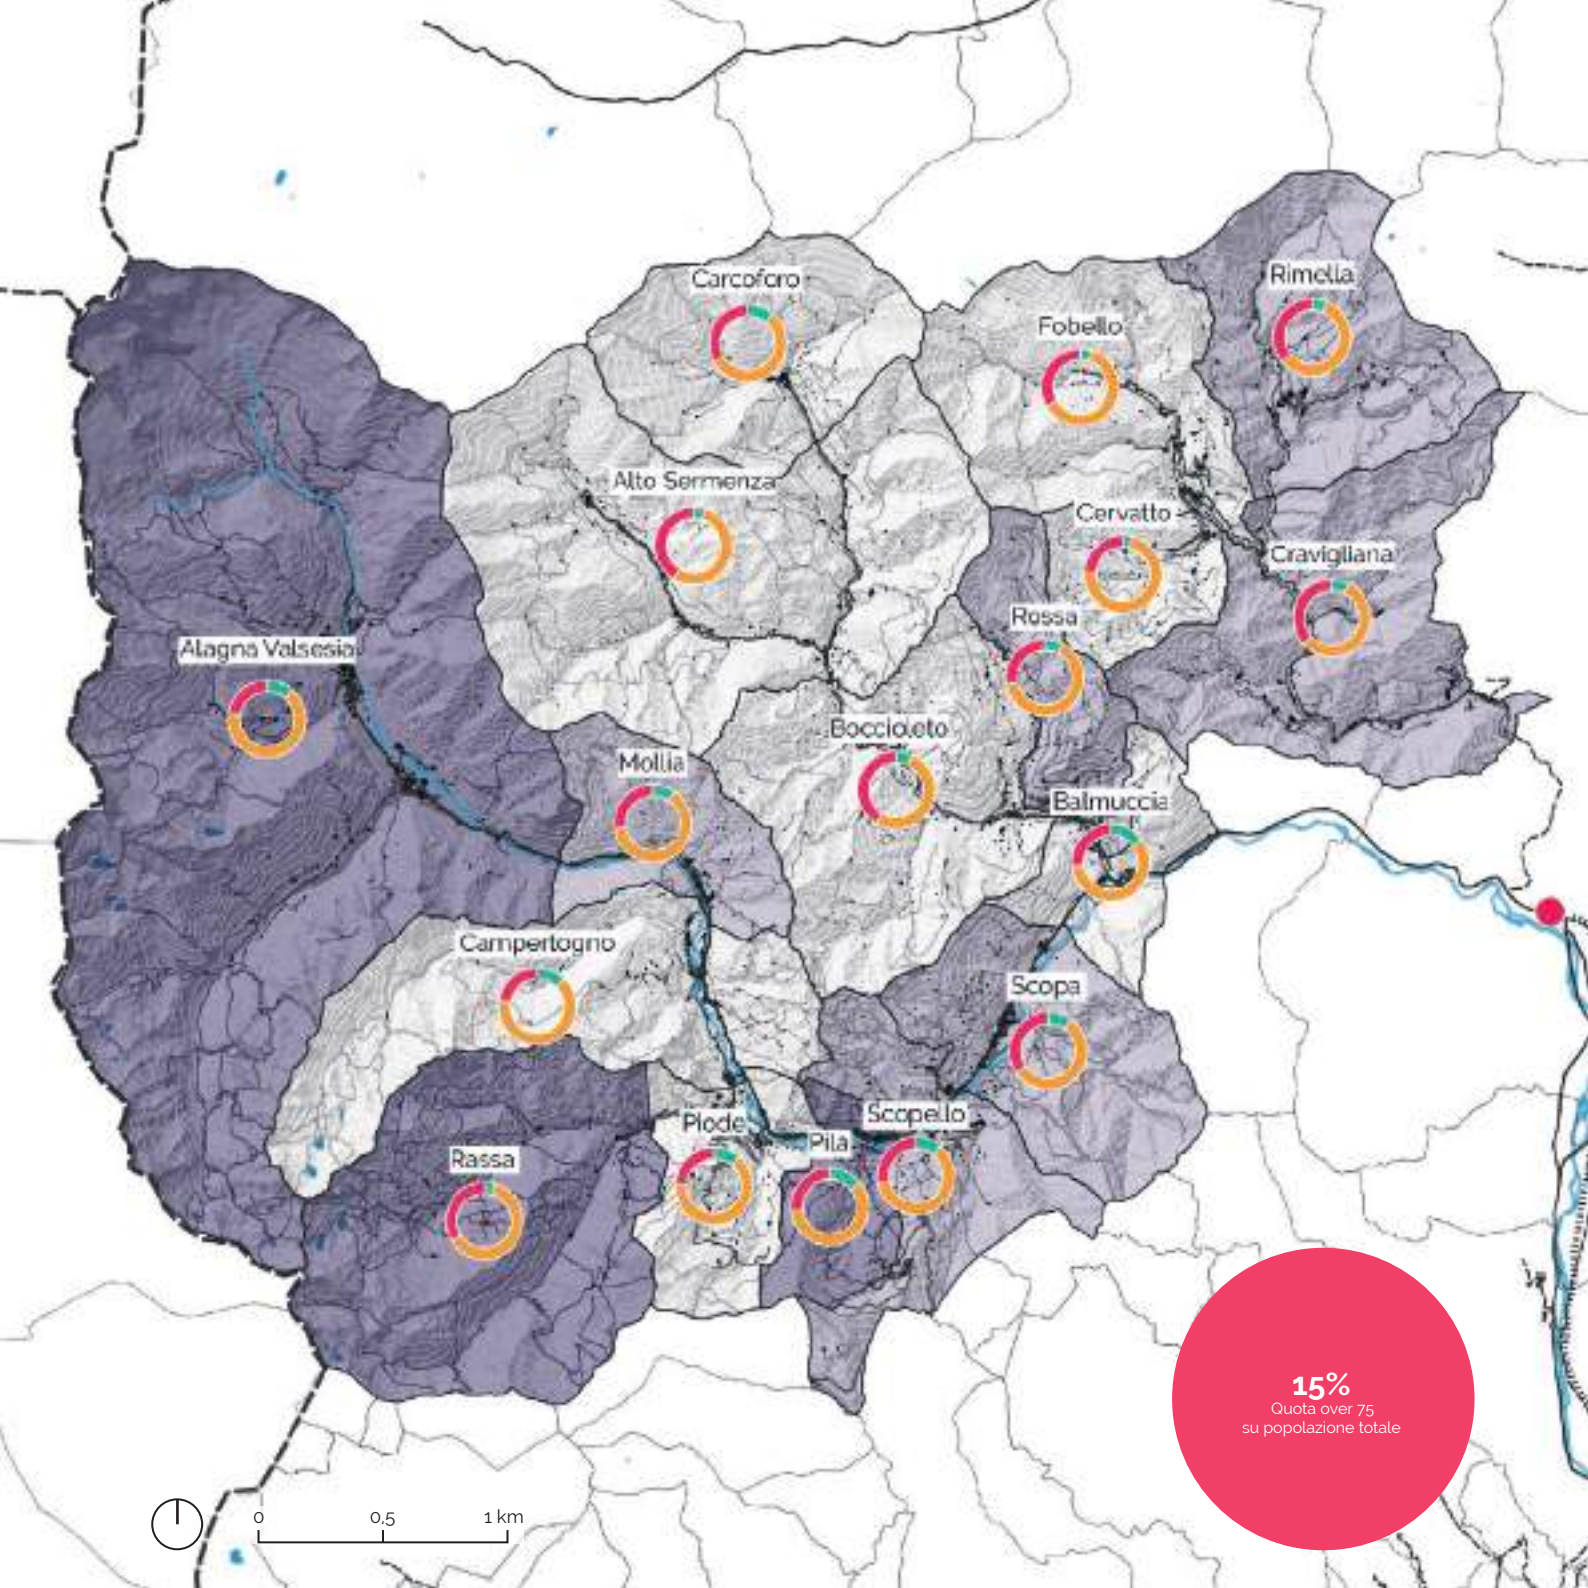 Carcoforo
Rimella
Fobello
Alto Sermenza
Cervatto
Cravigliana
Rossa
Alagna Valsesia
Boccioleto
Mollia
Balmuccia
Campertogno
Scopa
Piode
Scopello
Pila
Rassa
15%
Quota over 75
su popolazione totale
0
0,5
1 km